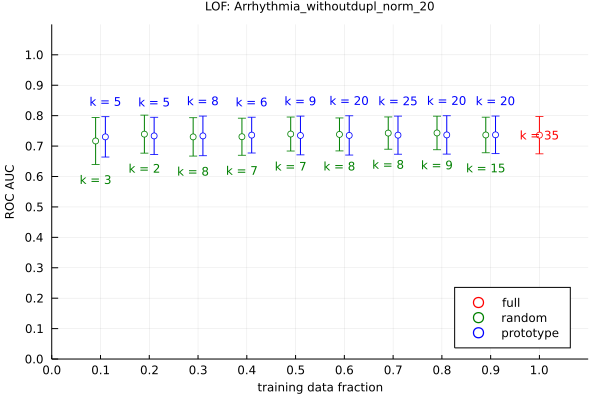 LOF: Arrhythmia_withoutdupl_norm_20
ROC AUC
1.0
0.9
0.8
0.7
0.6
0.5
0.4
0.3
0.2
0.1
0.0
k = 5
k = 5
k = 8
k = 6
k = 9
k = 20
k = 25
k = 20
k = 20
k = 35
k = 3
k = 2
k = 8
k = 7
k = 7
k = 8
k = 8
k = 9
k = 15
full
random
prototype
0.0 0.1 0.2 0.3 0.4 0.5 0.6 0.7 0.8 0.9 1.0
training data fraction